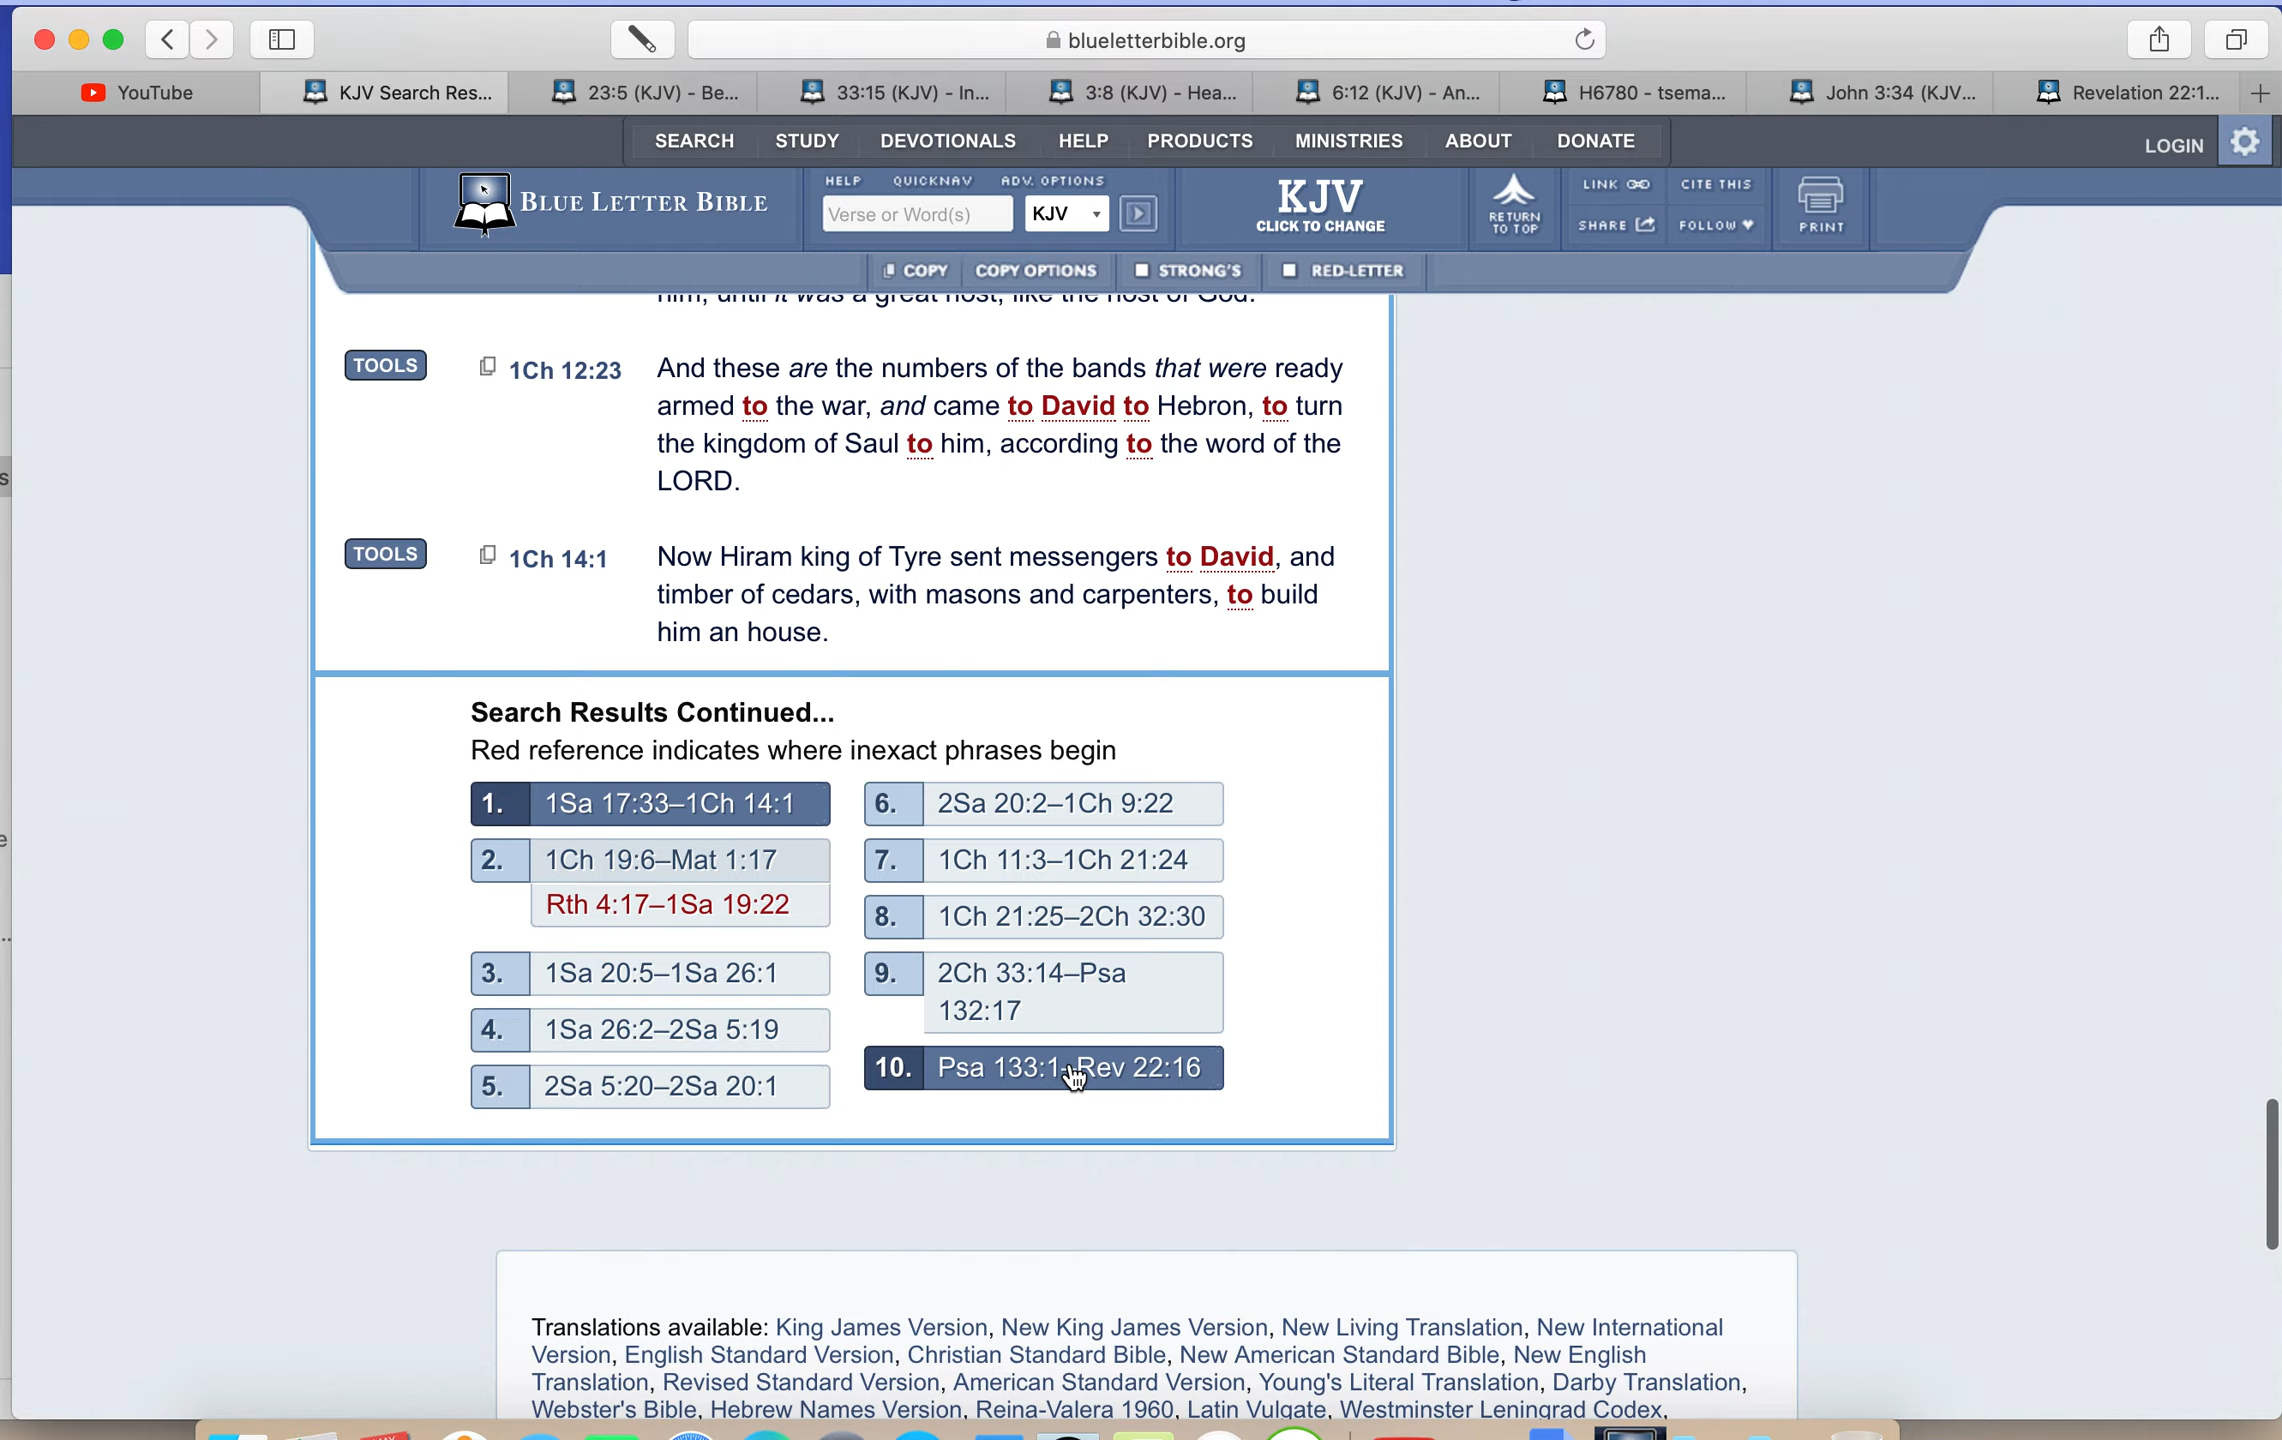 blueletterbible.org
YouTube
KJV Search Res...
23:5 (KJV) - Be...
33:15 (KJV) - In...
3:8 (KJV) - Hea...
6:12 (KJV) - An...
H6780 - tsema...
John 3:34 (KJV...
Revelation 22:1...
SEARCH STUDY DEVOTIONALS HELP PRODUCTS MINISTRIES ABOUT DONATE
LOGIN
BLUE LETTER BIBLE
HELP QUICKNAV ADV. OPTIONS
Verse or Word(s)
KJV
KJV
CLICK TO CHANGE
RETURN
TO TOP
LINK
CITE THIS
SHARE
FOLLOW
PRINT
COPY
COPY OPTIONS
STRONG'S
RED-LETTER
him, until it was a great host, like the host of God.
TOOLS
1Ch 12:23
And these are the numbers of the bands that were ready
armed to the war, and came to David to Hebron, to turn
the kingdom of Saul to him, according to the word of the
LORD.
TOOLS
1Ch 14:1
Now Hiram king of Tyre sent messengers to David, and
timber of cedars, with masons and carpenters, to build
him an house.
Search Results Continued...
Red reference indicates where inexact phrases begin
1. 1Sa 17:33–1Ch 14:1
2. 1Ch 19:6–Mat 1:17
Rth 4:17–1Sa 19:22
3. 1Sa 20:5–1Sa 26:1
4. 1Sa 26:2–2Sa 5:19
5. 2Sa 5:20–2Sa 20:1
6. 2Sa 20:2–1Ch 9:22
7. 1Ch 11:3–1Ch 21:24
8. 1Ch 21:25–2Ch 32:30
9. 2Ch 33:14–Psa
132:17
10. Psa 133:1–Rev 22:16
Translations available: King James Version, New King James Version, New Living Translation, New International
Version, English Standard Version, Christian Standard Bible, New American Standard Bible, New English
Translation, Revised Standard Version, American Standard Version, Young's Literal Translation, Darby Translation,
Webster's Bible, Hebrew Names Version, Reina-Valera 1960, Latin Vulgate, Westminster Leningrad Codex,